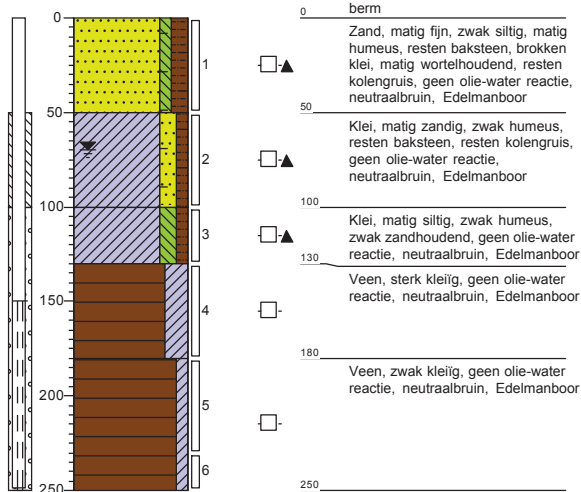 0
50
100
150
200
250
1
2
3
4
5
6
0
berm
Zand, matig fijn, zwak siltig, matig
humeus, resten baksteen, brokken
klei, matig wortelhoudend, resten
kolengruis, geen olie-water reactie,
neutraalbruin, Edelmanboor
50
Klei, matig zandig, zwak humeus,
resten baksteen, resten kolengruis,
geen olie-water reactie,
neutraalbruin, Edelmanboor
100
Klei, matig siltig, zwak humeus,
zwak zandhoudend, geen olie-water
reactie, neutraalbruin, Edelmanboor
130
Veen, sterk kleiïg, geen olie-water
reactie, neutraalbruin, Edelmanboor
180
Veen, zwak kleiïg, geen olie-water
reactie, neutraalbruin, Edelmanboor
250